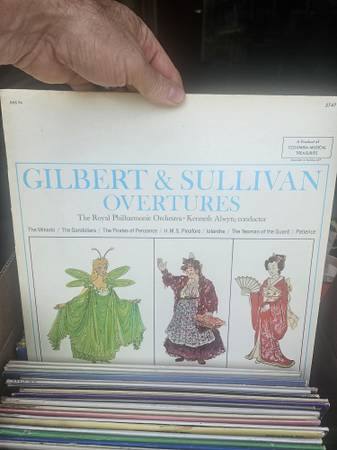 A Product of
COLUMBIA MUSICAL
TREASURIES
GILBERT & SULLIVAN
OVERTURES
The Royal Philharmonic Orchestra • Kenneth Alwyn, conductor
The Mikado / The Gondoliers / The Pirates of Penzance / H. M. S. Pinafore / Iolanthe / The Yeoman of the Guard / Patience